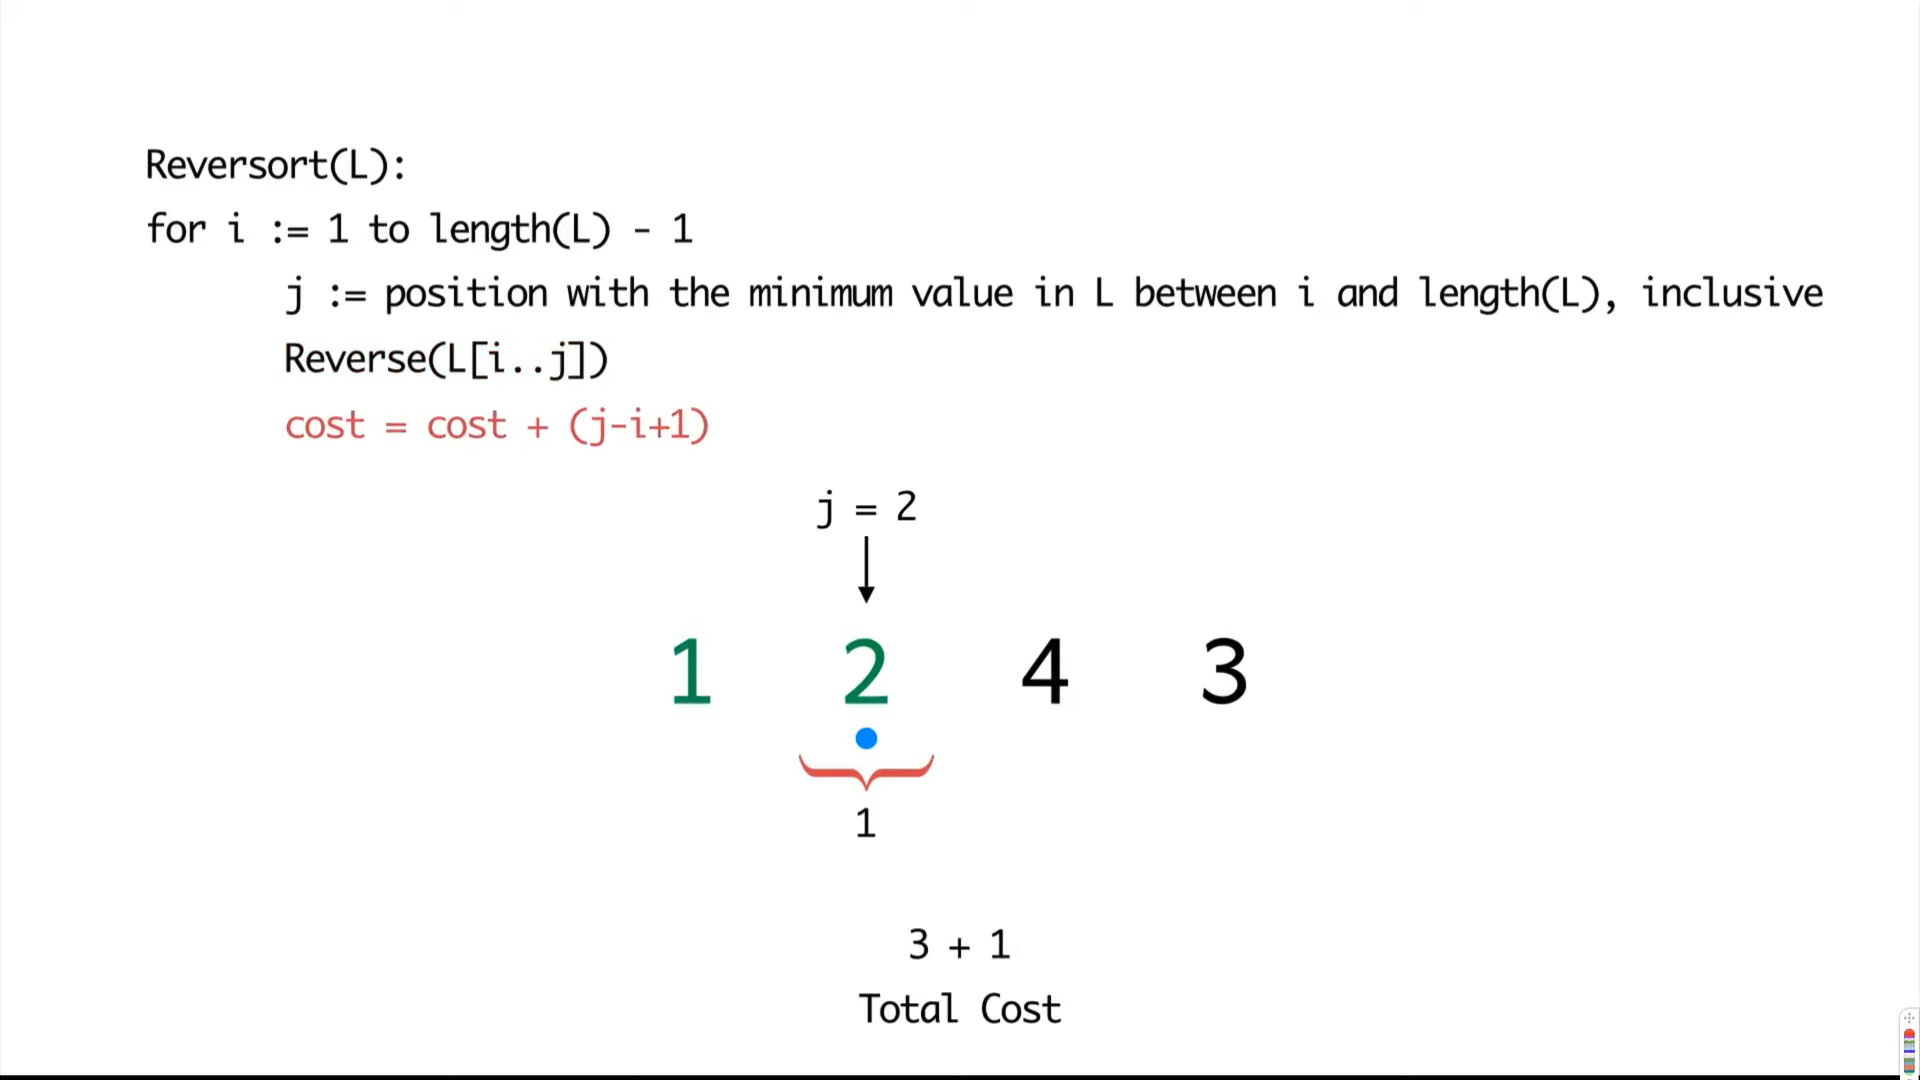 Reversort(L):
for i := 1 to length(L) - 1
j := position with the minimum value in L between i and length(L), inclusive
Reverse(L[i..j])
cost = cost + (j-i+1)
j = 2
1 2 4 3
1
3 + 1
Total Cost